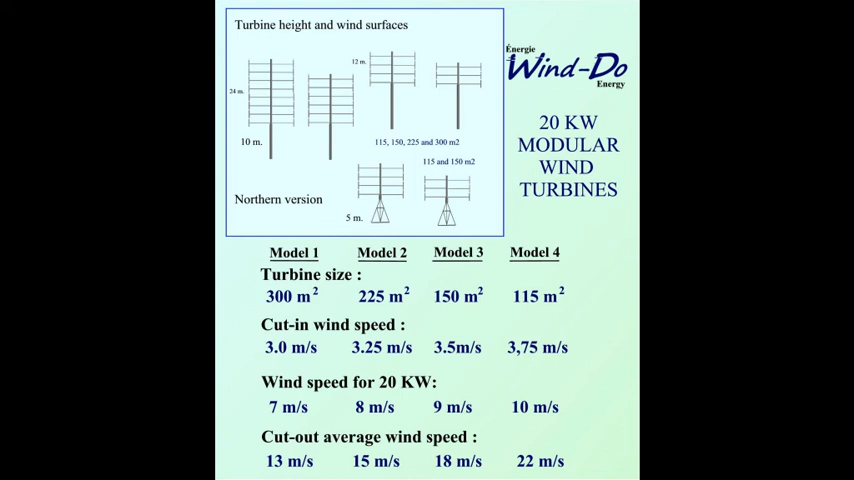 Turbine height and wind surfaces
12 m.
24 m.
10 m.
115, 150, 225 and 300 m2
115 and 150 m2
Northern version
5 m.
Énergie
Wind-Do
Energy
20 KW
MODULAR
WIND
TURBINES
Model 1 Model 2 Model 3 Model 4
Turbine size :
300 m² 225 m² 150 m² 115 m²
Cut-in wind speed :
3.0 m/s 3.25 m/s 3.5m/s 3,75 m/s
Wind speed for 20 KW:
7 m/s 8 m/s 9 m/s 10 m/s
Cut-out average wind speed :
13 m/s 15 m/s 18 m/s 22 m/s